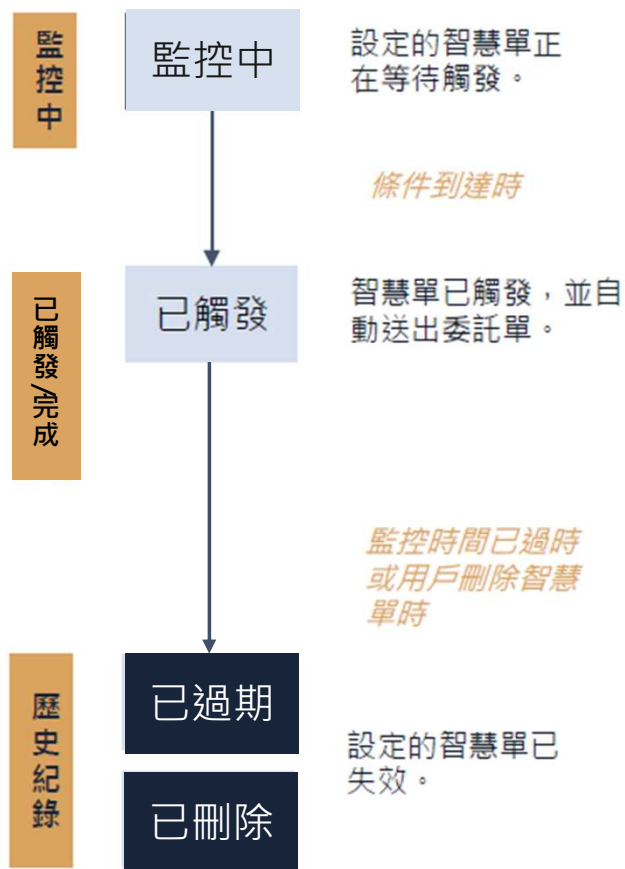 監控中
監控中
設定的智慧單正
在等待觸發。
條件到達時
已觸發/完成
已觸發
智慧單已觸發，並自
動送出委託單。
監控時間已過時
或用戶刪除智慧
單時
歷史紀錄
已過期
設定的智慧單已
失效。
已刪除